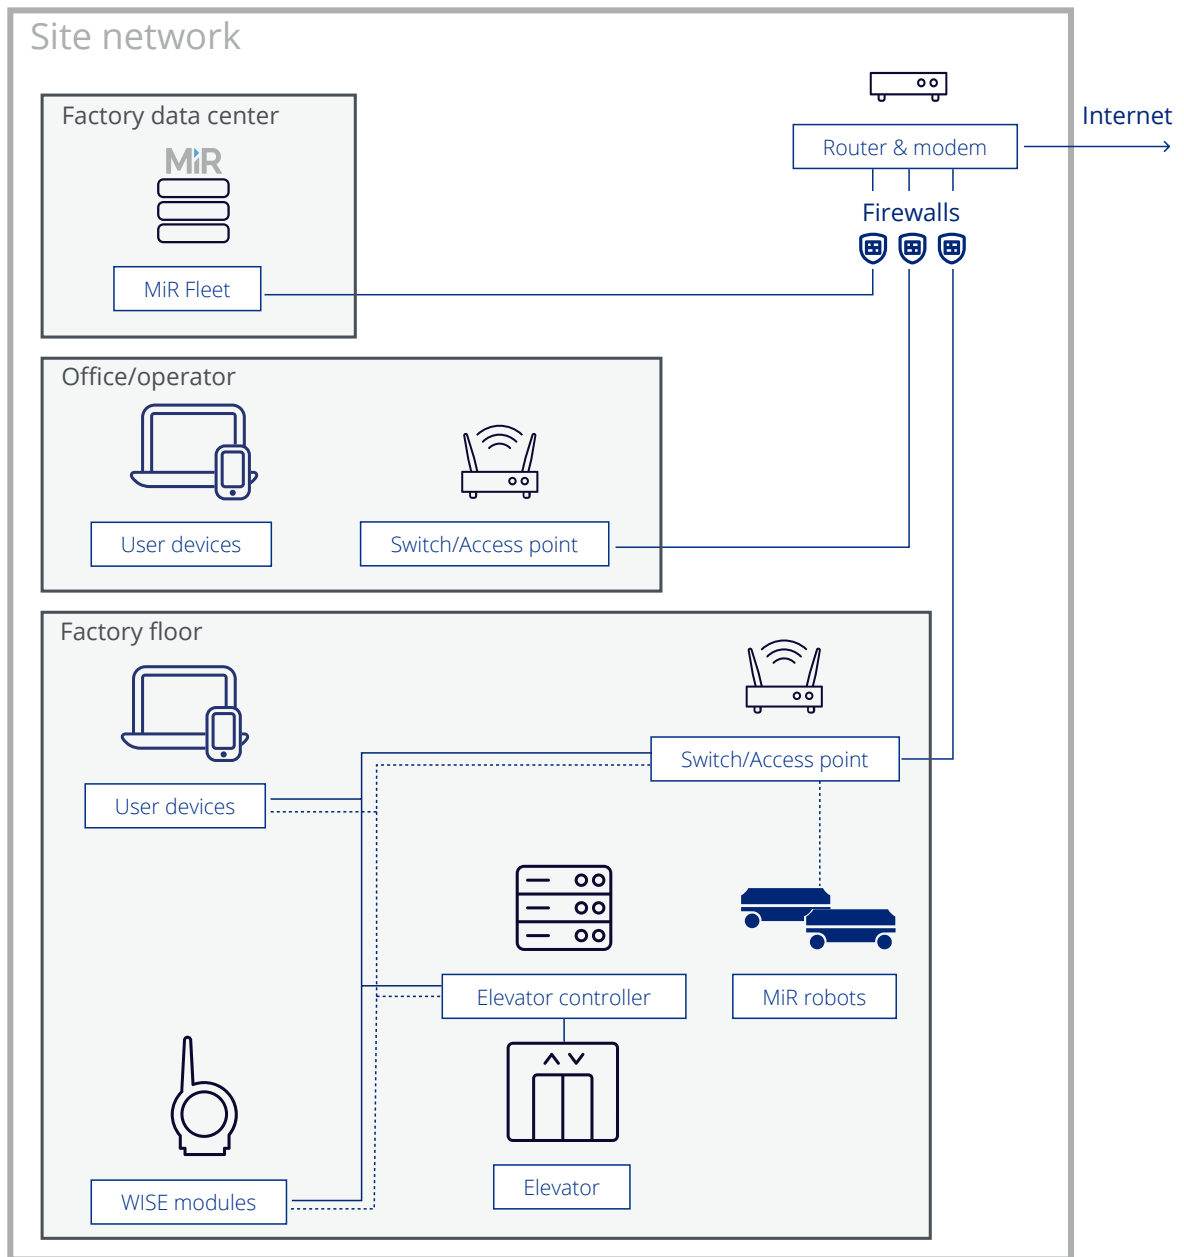 Site network
Factory data center
MiR
MiR Fleet
Router & modem
Internet
Firewalls
Office/operator
User devices
Switch/Access point
Factory floor
User devices
Switch/Access point
Elevator controller
MiR robots
WISE modules
Elevator